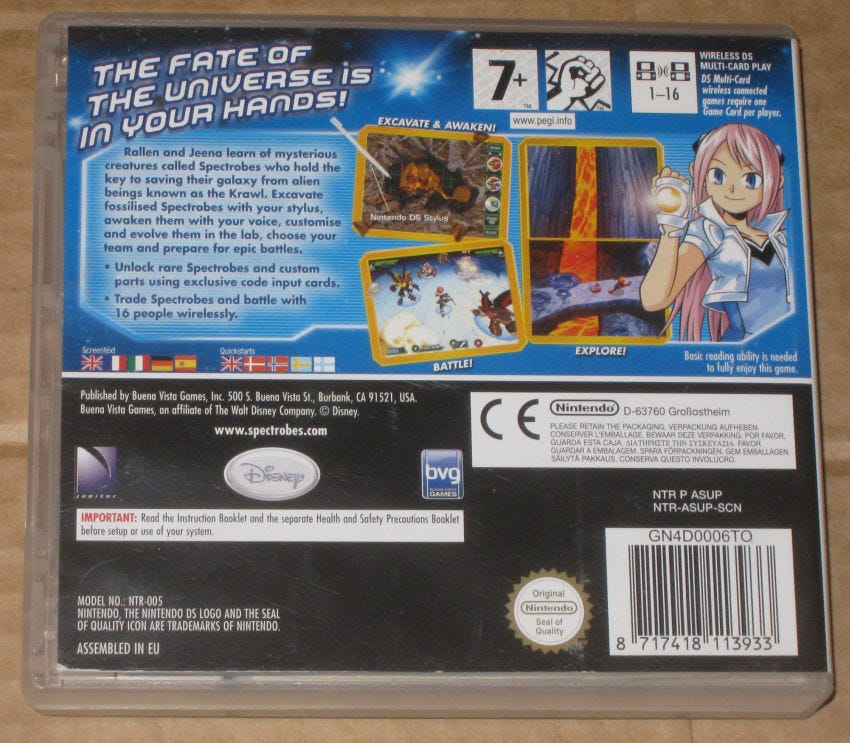 THE FATE OF
THE UNIVERSE IS
IN YOUR HANDS!
7+
™
www.pegi.info
1–16
WIRELESS DS
MULTI-CARD PLAY
DS Multi-Card
wireless connected
games require one
Game Card per player.
Rallen and Jeena learn of mysterious
creatures called Spectrobes who hold the
key to saving their galaxy from alien
beings known as the Krawl. Excavate
fossilised Spectrobes with your stylus,
awaken them with your voice, customise
and evolve them in the lab, choose your
team and prepare for epic battles.
• Unlock rare Spectrobes and custom
parts using exclusive code input cards.
• Trade Spectrobes and battle with
16 people wirelessly.
EXCAVATE & AWAKEN!
Nintendo DS Stylus
BATTLE!
EXPLORE!
Basic reading ability is needed
to fully enjoy this game.
Screentext
Quickstarts
Published by Buena Vista Games, Inc. 500 S. Buena Vista St., Burbank, CA 91521, USA.
Buena Vista Games, an affiliate of The Walt Disney Company. © Disney.
www.spectrobes.com
jupiter
Disney
bvg
BUENA VISTA
GAMES
CE
Nintendo
D-63760 Großostheim
PLEASE RETAIN THE PACKAGING. VERPACKUNG AUFHEBEN.
CONSERVER L'EMBALLAGE. BEWAAR DEZE VERPAKKING. POR FAVOR,
GUARDA ESTA CAJA. ΔΙΑΤΗΡΗΣΤΕ ΤΗΝ ΣΥΣΚΕΥΑΣΙΑ. FAVOR
GUARDAR A EMBALAGEM. SPARA FÖRPACKNINGEN. GEM EMBALLAGEN.
SÄILYTÄ PAKKAUS. CONSERVA QUESTO INVOLUCRO.
NTR P ASUP
NTR-ASUP-SCN
IMPORTANT: Read the Instruction Booklet and the separate Health and Safety Precautions Booklet
before setup or use of your system.
GN4D0006TO
8 717418 113933
Original
Nintendo
Seal of
Quality
MODEL NO.: NTR-005
NINTENDO, THE NINTENDO DS LOGO AND THE SEAL
OF QUALITY ICON ARE TRADEMARKS OF NINTENDO.
ASSEMBLED IN EU